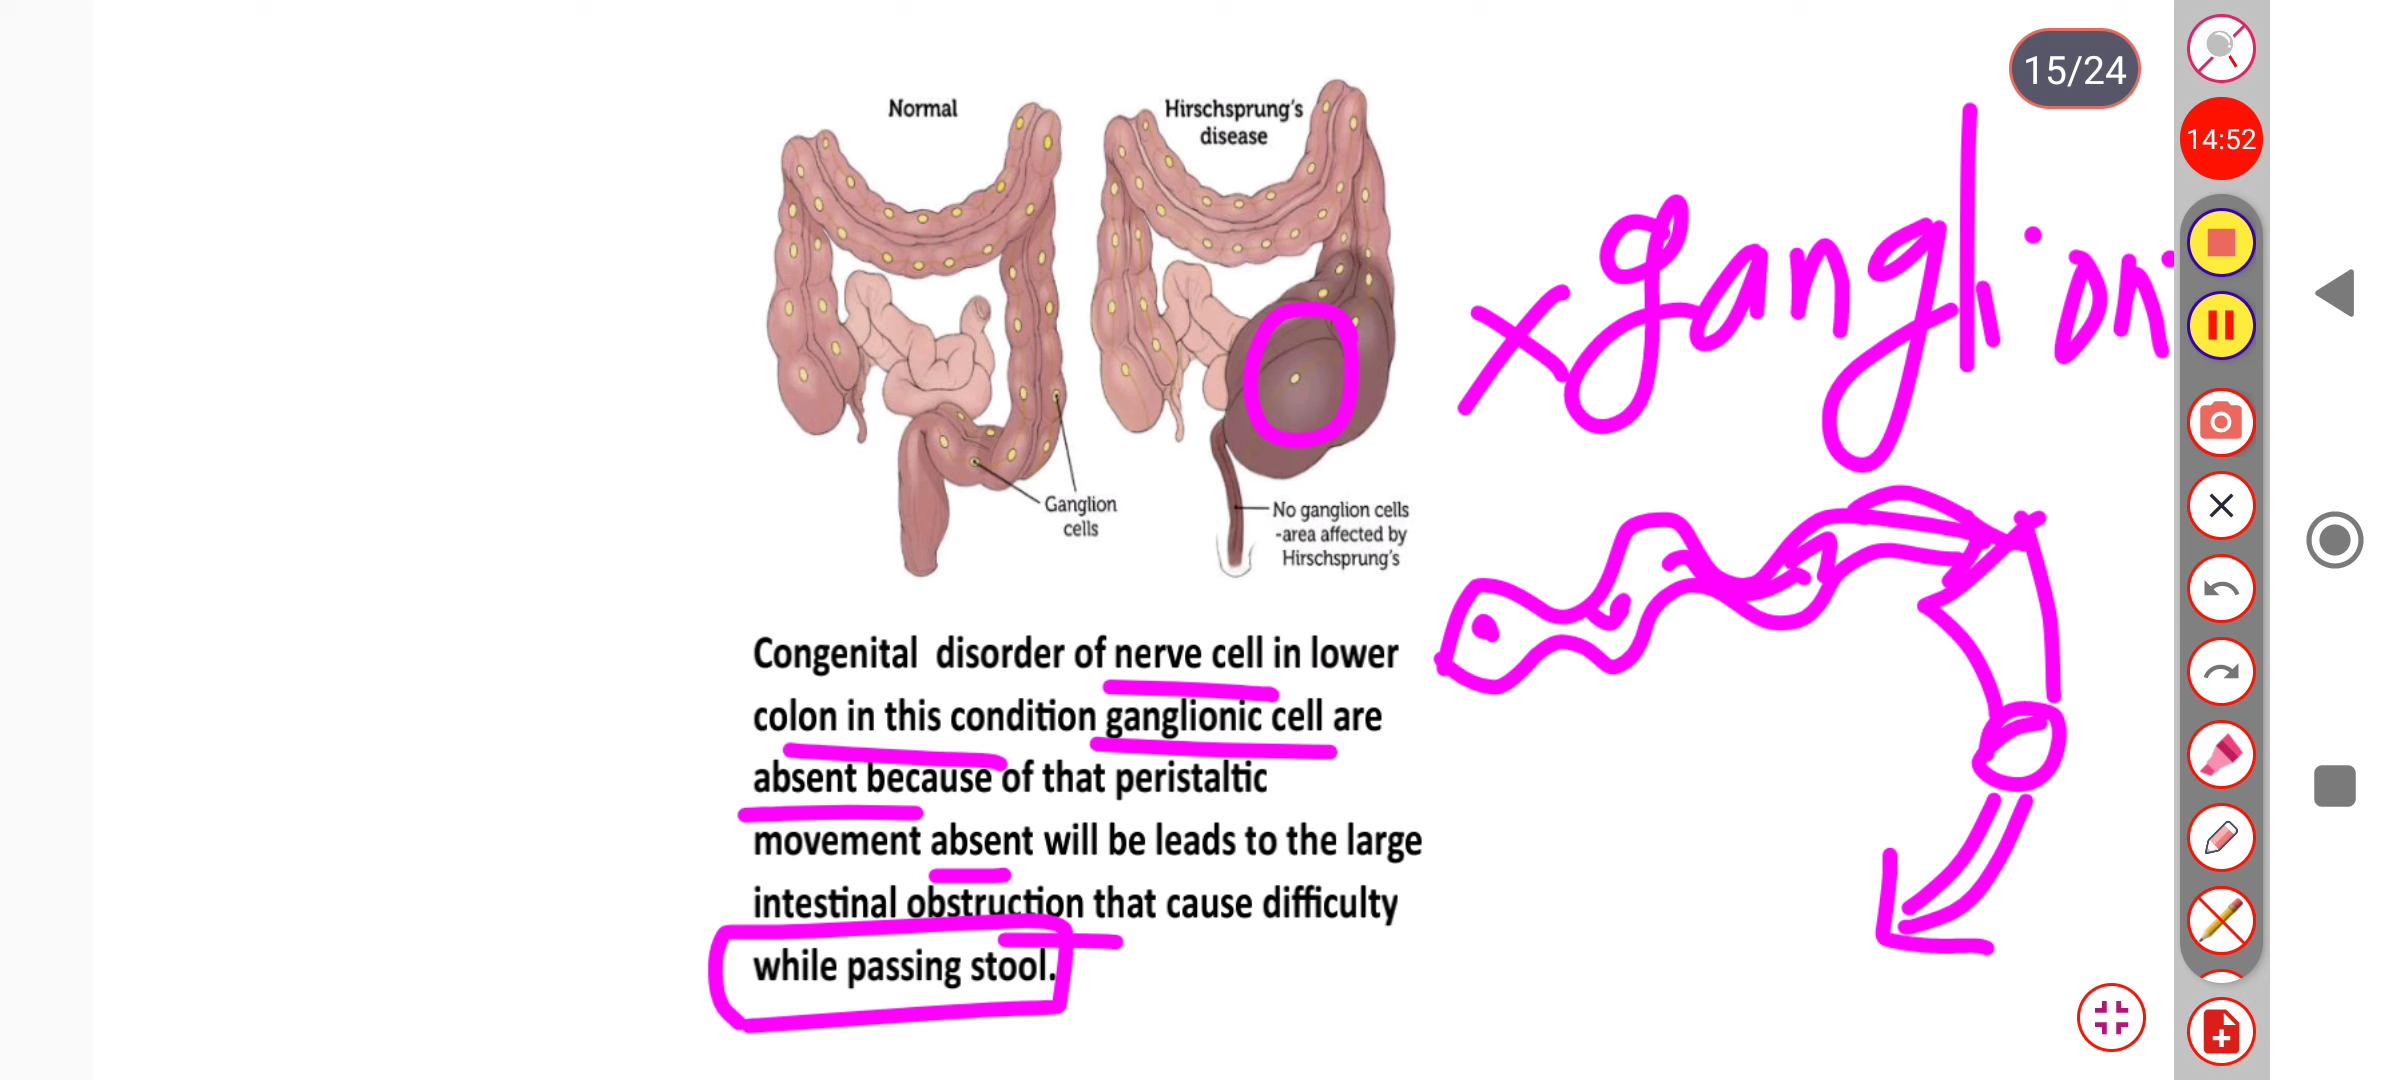 15/24
14:52
Normal
Hirschsprung's
disease
x ganglion
Ganglion
cells
No ganglion cells
-area affected by
Hirschsprung's
Congenital disorder of nerve cell in lower
colon in this condition ganglionic cell are
absent because of that peristaltic
movement absent will be leads to the large
intestinal obstruction that cause difficulty
while passing stool.